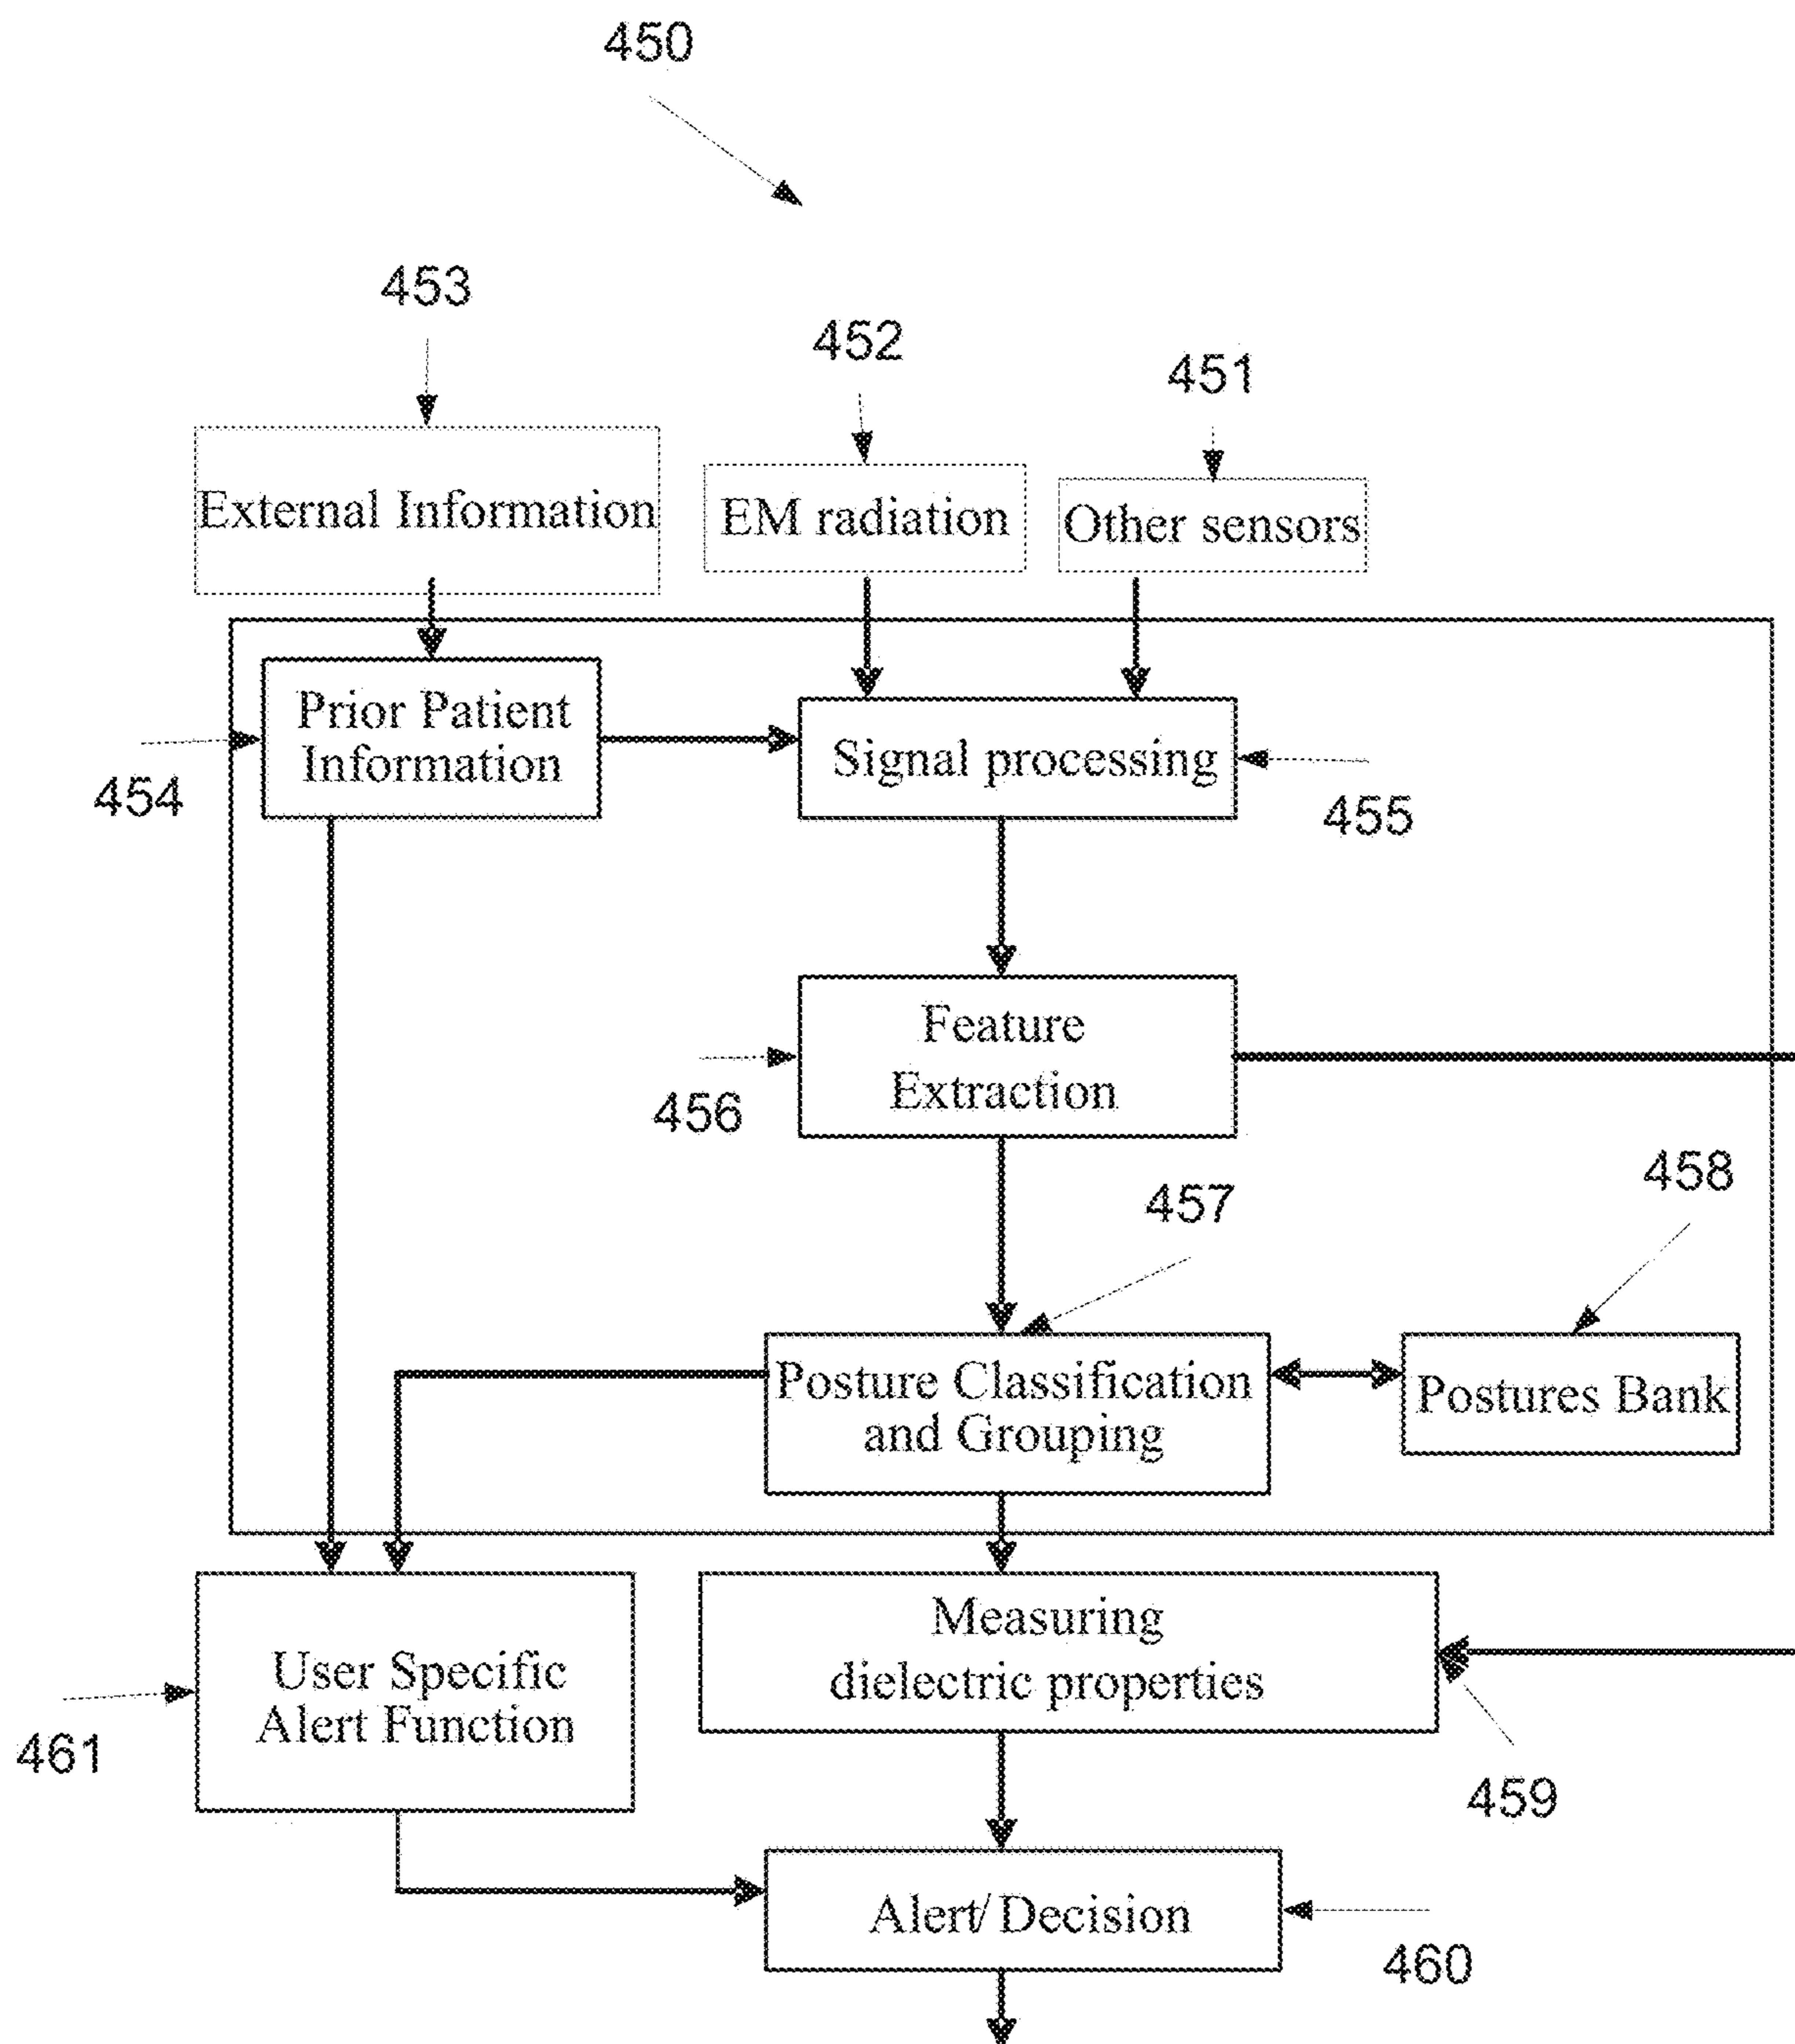 450
453
452
451
External Information
EM radiation
Other sensors
Prior Patient
Information
Signal processing
454
455
Feature
Extraction
456
457
458
Posture Classification
and Grouping
Postures Bank
Measuring
dielectric properties
User Specific
Alert Function
461
459
Alert/ Decision
460